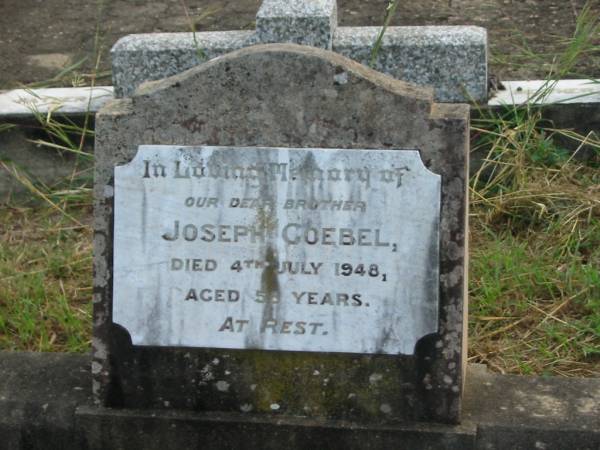 In Loving Memory of
OUR DEAR BROTHER
JOSEPH GOEBEL,
DIED 4TH JULY 1948,
AGED YEARS.
AT REST.